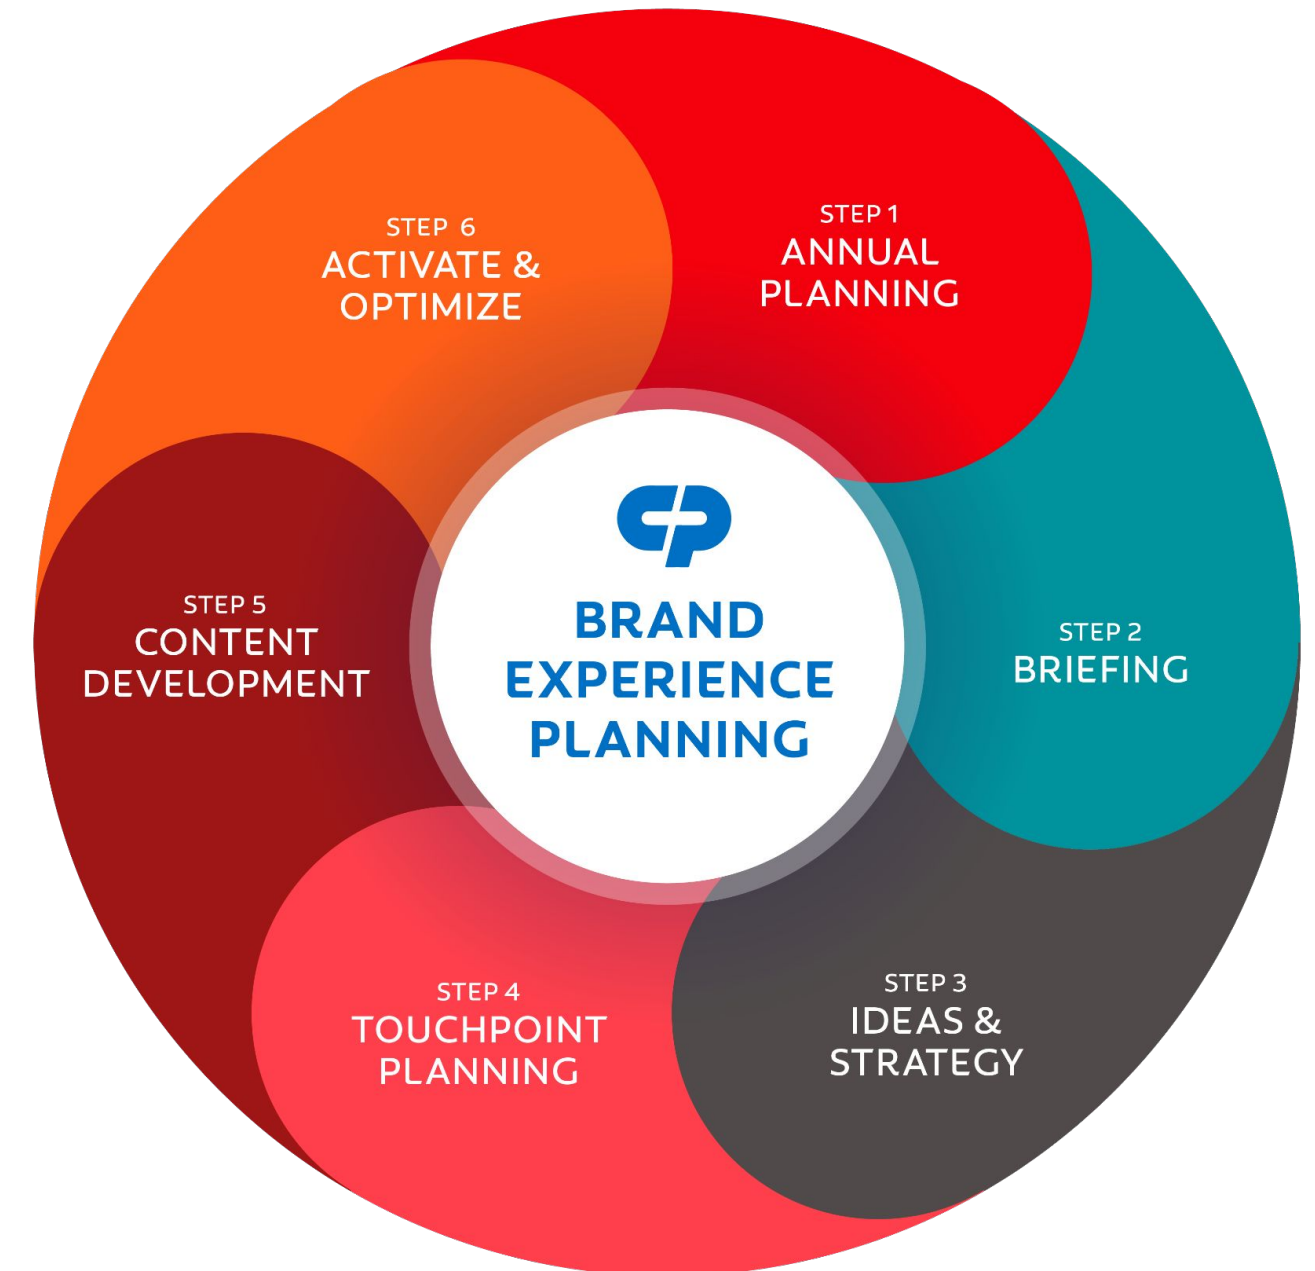 STEP 1
ANNUAL
PLANNING
STEP 2
BRIEFING
STEP 3
IDEAS &
STRATEGY
STEP 4
TOUCHPOINT
PLANNING
STEP 5
CONTENT
DEVELOPMENT
STEP 6
ACTIVATE &
OPTIMIZE
CP
BRAND
EXPERIENCE
PLANNING